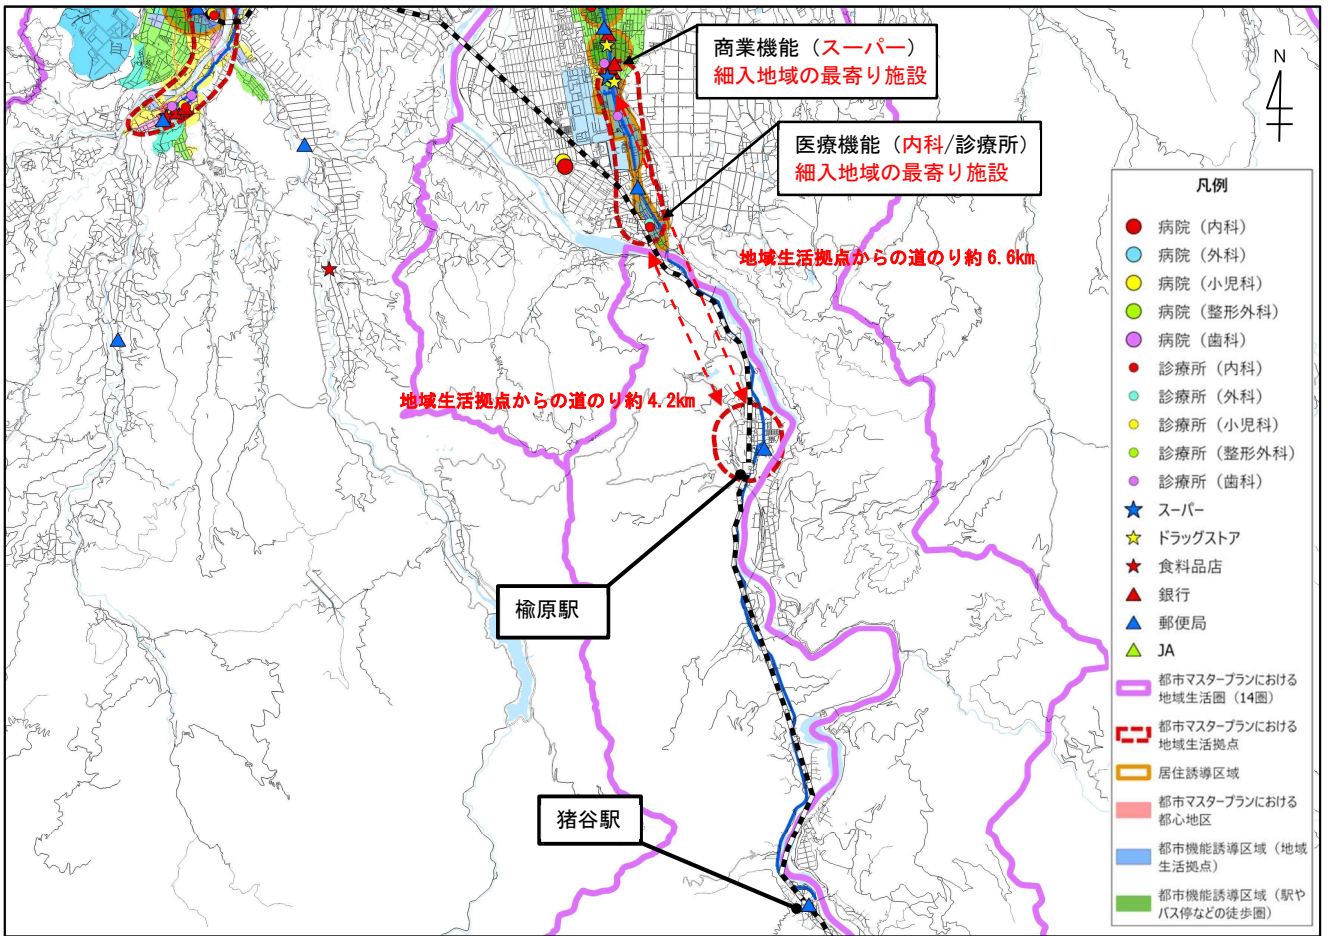 商業機能（スーパー）
細入地域の最寄り施設
医療機能（内科/診療所）
細入地域の最寄り施設
地域生活拠点からの道のり約6.6km
地域生活拠点からの道のり約4.2km
楡原駅
猪谷駅
N
凡例
病院（内科）
病院（外科）
病院（小児科）
病院（整形外科）
病院（歯科）
診療所（内科）
診療所（外科）
診療所（小児科）
診療所（整形外科）
診療所（歯科）
スーパー
ドラッグストア
食料品店
銀行
郵便局
JA
都市マスタープランにおける
地域生活圏（14圏）
都市マスタープランにおける
地域生活拠点
居住誘導区域
都市マスタープランにおける
都心地区
都市機能誘導区域（地域
生活拠点）
都市機能誘導区域（駅や
バス停などの徒歩圏）